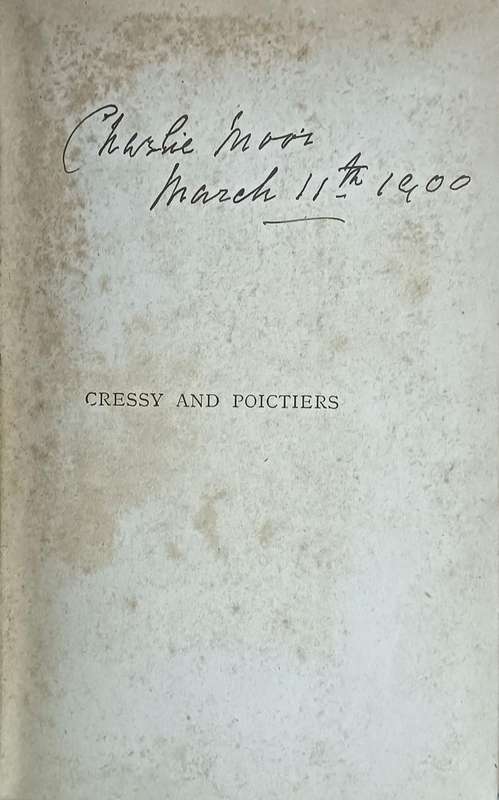 Charlie Moor
March 11th 1900
CRESSY AND POICTIERS